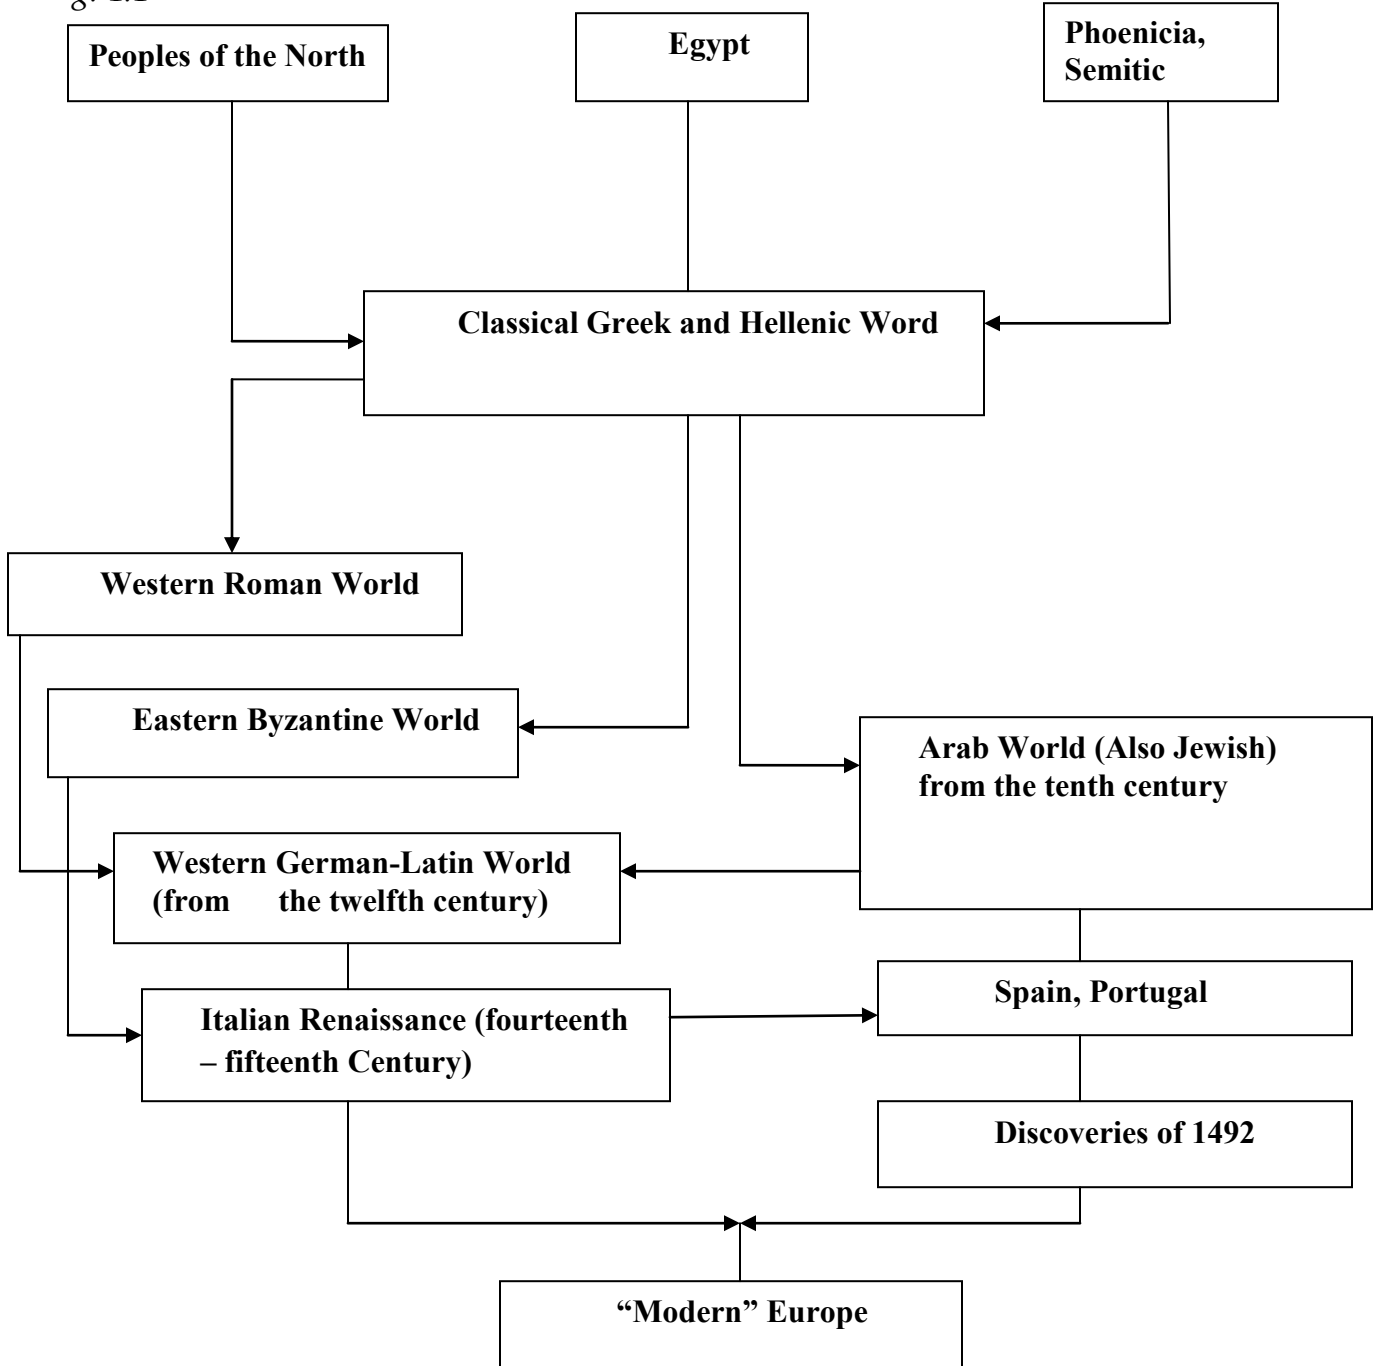 Peoples of the North
Egypt
Phoenicia,
Semitic
Classical Greek and Hellenic Word
Western Roman World
Eastern Byzantine World
Arab World (Also Jewish)
from the tenth century
Western German-Latin World
(from the twelfth century)
Spain, Portugal
Italian Renaissance (fourteenth
– fifteenth Century)
Discoveries of 1492
“Modern” Europe